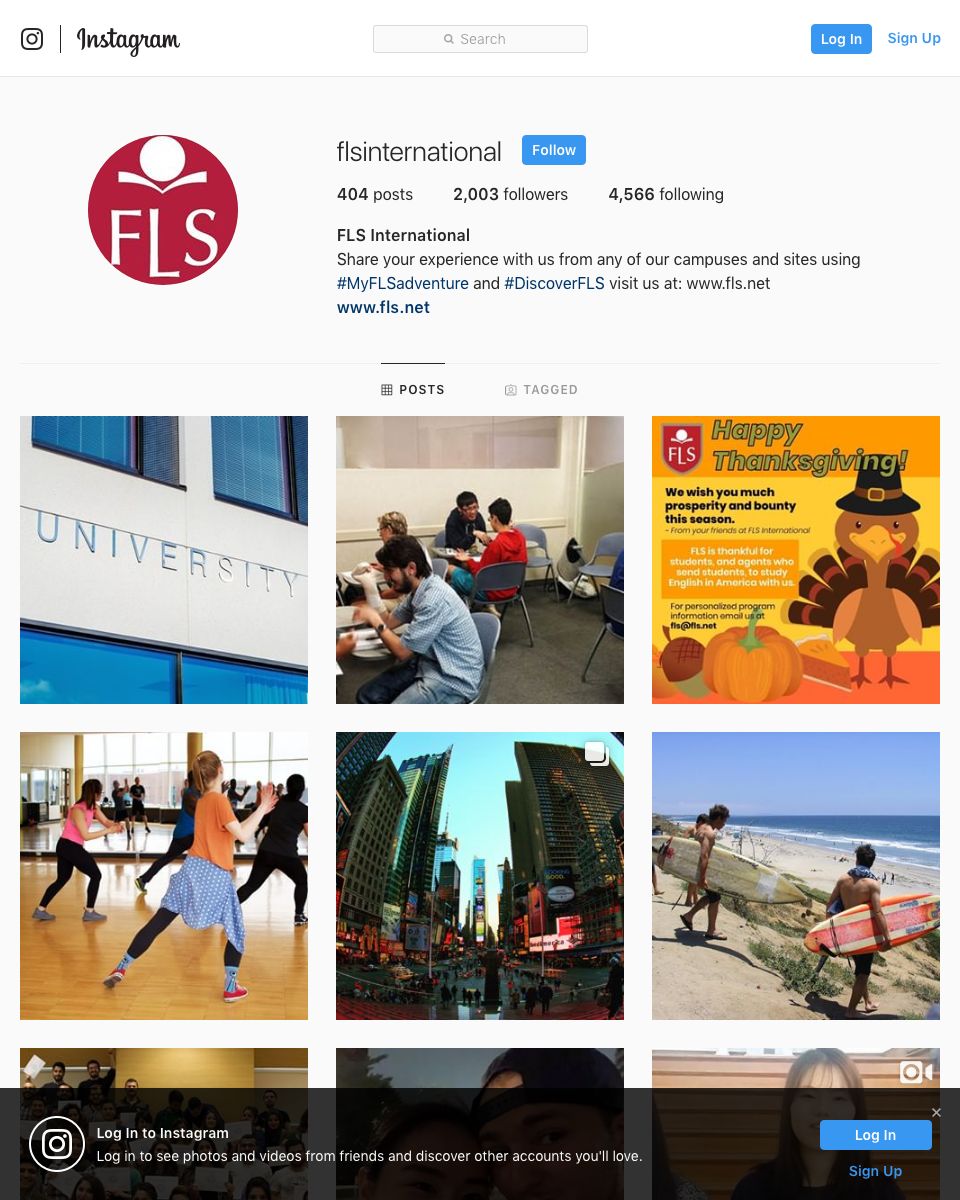 Instagram
Search
Log In
Sign Up
FLS
flsinternational
Follow
404 posts
2,003 followers
4,566 following
FLS International
Share your experience with us from any of our campuses and sites using
#MyFLSadventure and #DiscoverFLS visit us at: www.fls.net
www.fls.net
POSTS
TAGGED
UNIVERSITY
FLS
Happy
Thanksgiving!
We wish you much
prosperity and bounty
this season.
- From your friends at FLS International
FLS is thankful for
students, and agents who
send students, to study
English in America with us.
For personalized program
information email us at
fls@fls.net
Log In to Instagram
Log in to see photos and videos from friends and discover other accounts you'll love.
Log In
Sign Up